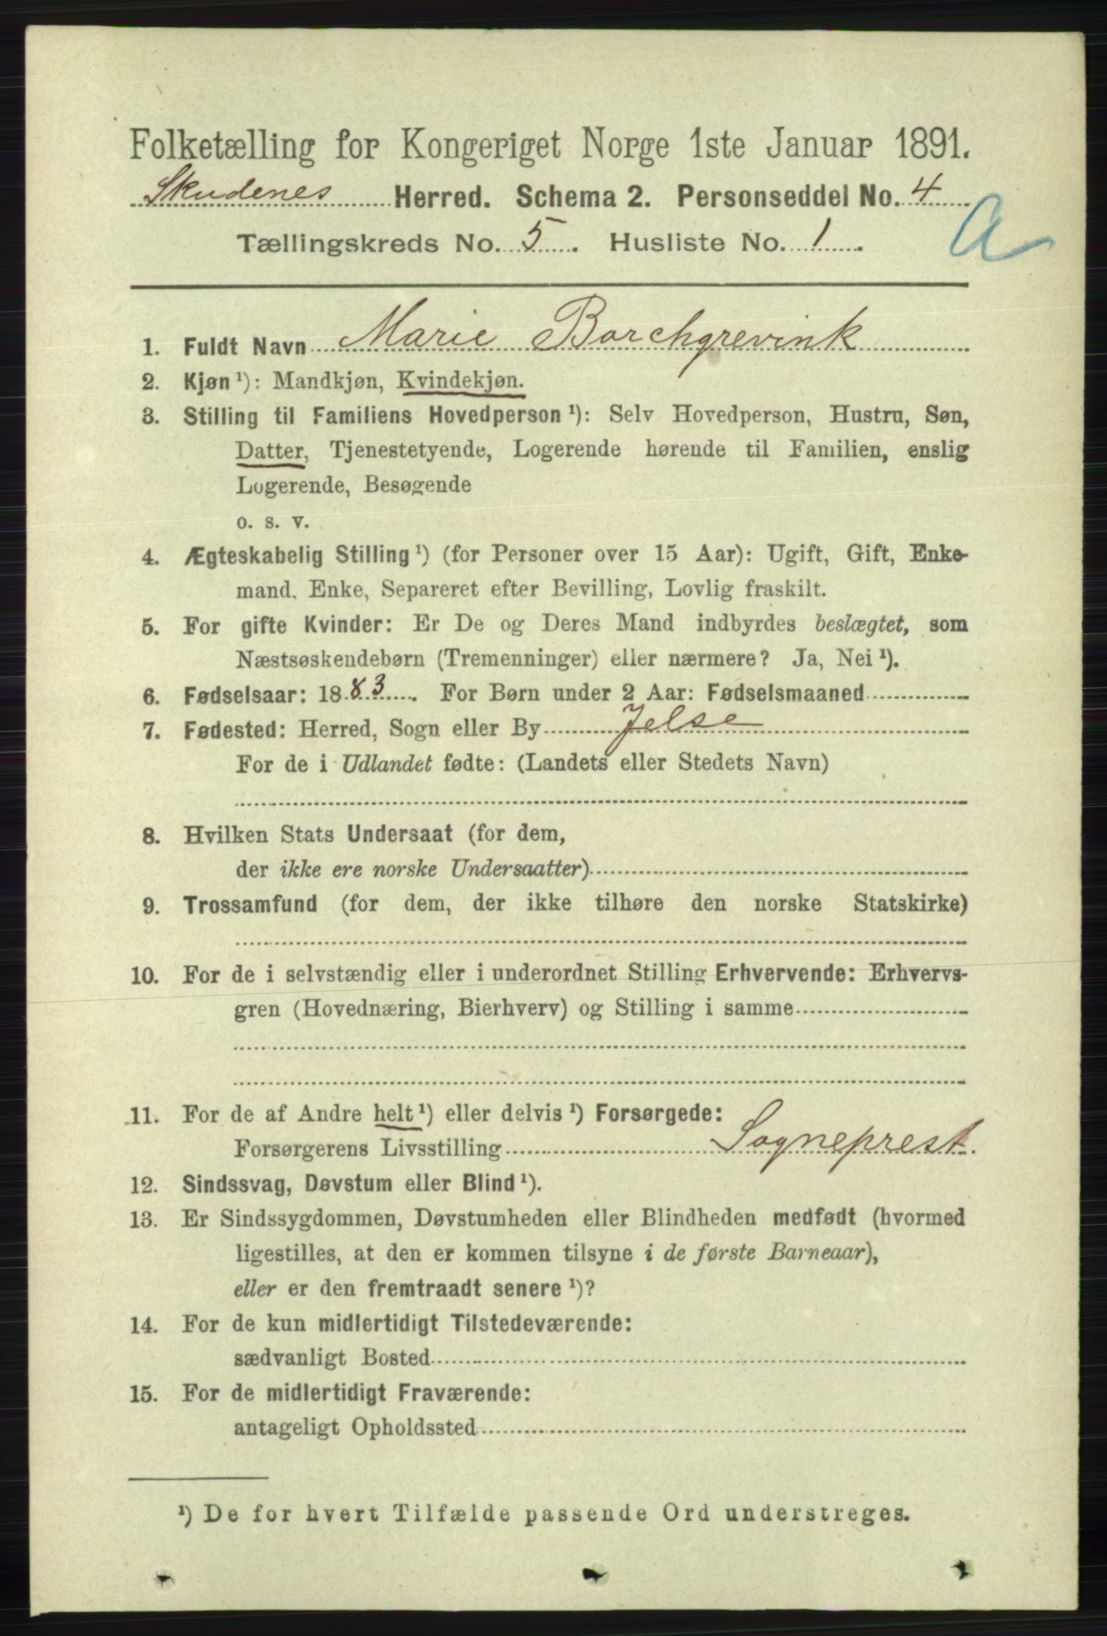 Folketælling for Kongeriget Norge 1ste Januar 1891.
Skudenes Herred. Schema 2. Personseddel No. 4
Tællingskreds No. 5. Husliste No. 1.
a
1. Fuldt Navn Marie Borchgrevink
2. Kjøn ¹): Mandkjøn, Kvindekjøn.
3. Stilling til Familiens Hovedperson ¹): Selv Hovedperson, Hustru, Søn,
Datter, Tjenestetyende, Logerende hørende til Familien, enslig
Logerende, Besøgende
o. s. v.
4. Ægteskabelig Stilling ¹) (for Personer over 15 Aar): Ugift, Gift, Enke-
mand, Enke, Separeret efter Bevilling, Lovlig fraskilt.
5. For gifte Kvinder: Er De og Deres Mand indbyrdes beslægtet, som
Næstsøskendebørn (Tremenninger) eller nærmere? Ja, Nei ¹).
6. Fødselsaar: 1883. For Børn under 2 Aar: Fødselsmaaned
7. Fødested: Herred, Sogn eller By Jelse
For de i Udlandet fødte: (Landets eller Stedets Navn)
8. Hvilken Stats Undersaat (for dem,
der ikke ere norske Undersaatter)
9. Trossamfund (for dem, der ikke tilhøre den norske Statskirke)
10. For de i selvstændig eller i underordnet Stilling Erhvervende: Erhvervs-
gren (Hovednæring, Bierhverv) og Stilling i samme
11. For de af Andre helt ¹) eller delvis ¹) Forsørgede:
Forsørgerens Livsstilling Sogneprest.
12. Sindssvag, Døvstum eller Blind ¹).
13. Er Sindssygdommen, Døvstumheden eller Blindheden medfødt (hvormed
ligestilles, at den er kommen tilsyne i de første Barneaar),
eller er den fremtraadt senere ¹)?
14. For de kun midlertidigt Tilstedeværende:
sædvanligt Bosted
15. For de midlertidigt Fraværende:
antageligt Opholdssted
¹) De for hvert Tilfælde passende Ord understreges.